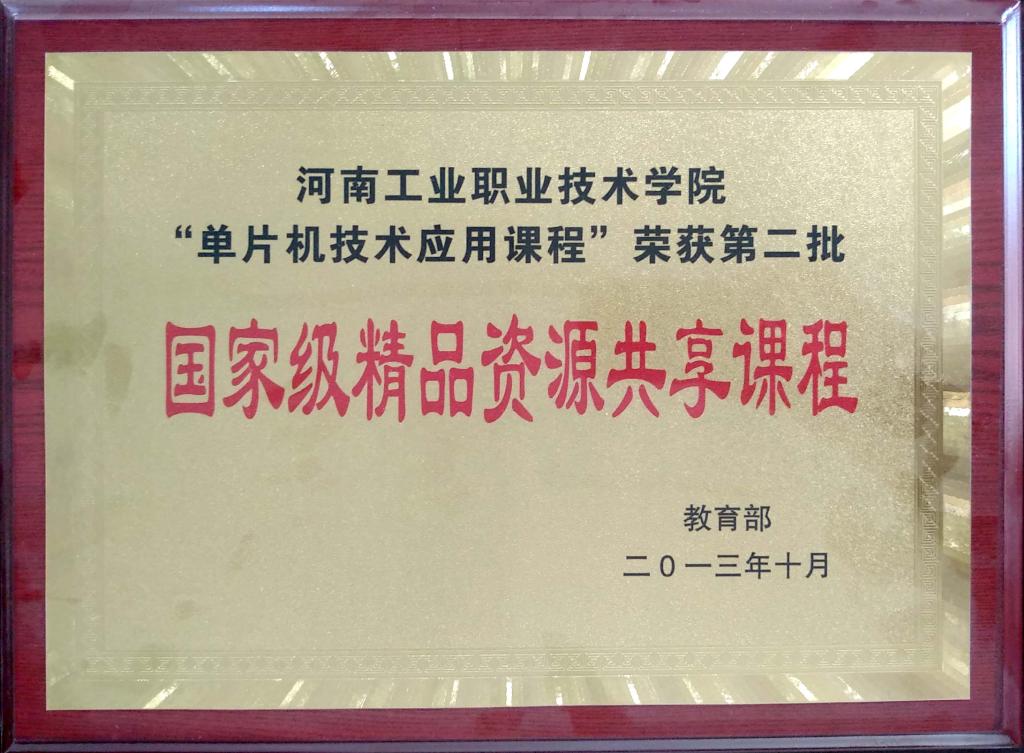 河南工业职业技术学院
“单片机技术应用课程”荣获第二批
国家级精品资源共享课程
教育部
二0一三年十月